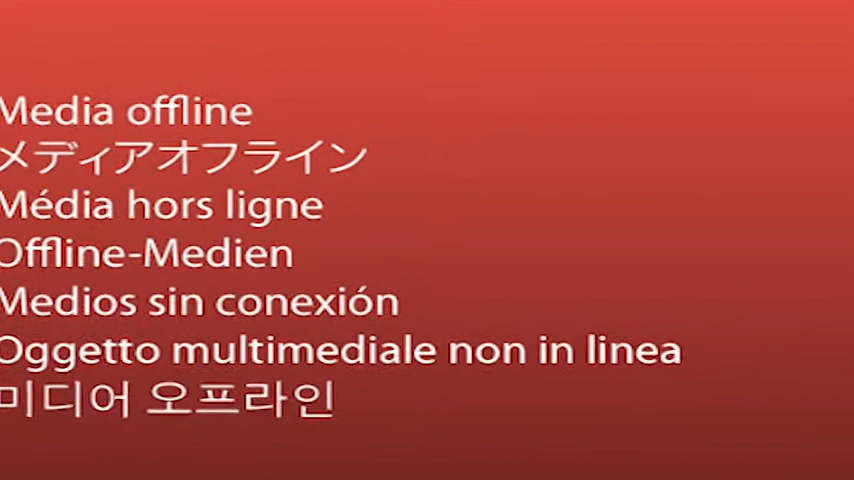 Media offline
メディアオフライン
Média hors ligne
Offline-Medien
Medios sin conexión
Oggetto multimediale non in linea
미디어 오프라인